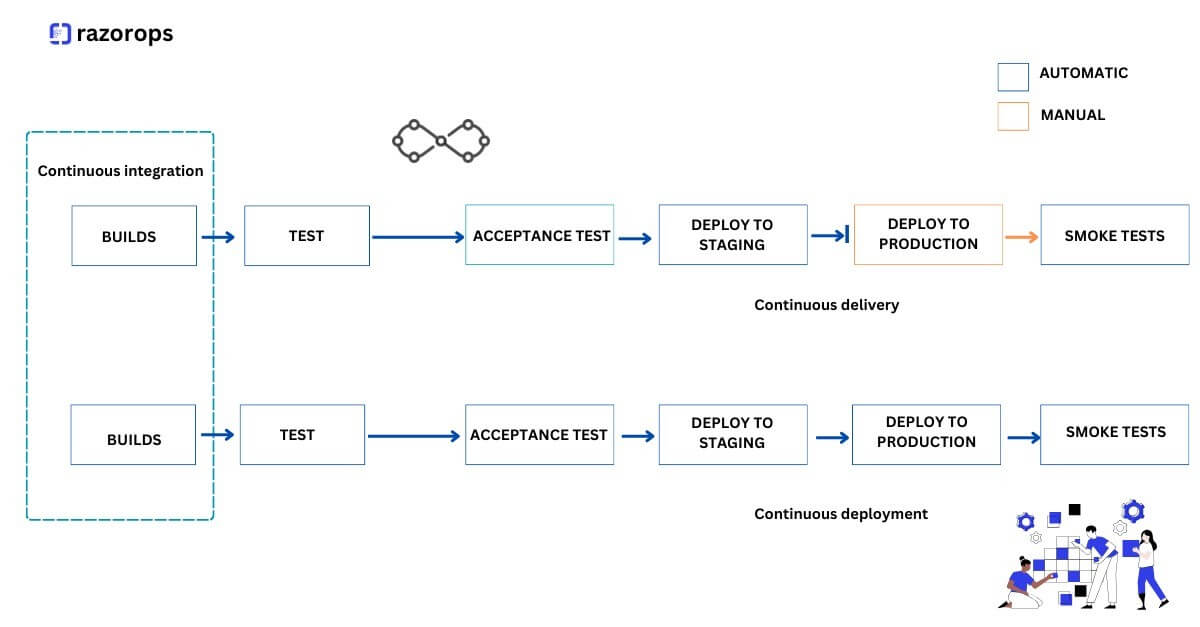 razorops
AUTOMATIC
MANUAL
Continuous integration
BUILDS
TEST
ACCEPTANCE TEST
DEPLOY TO
STAGING
DEPLOY TO
PRODUCTION
SMOKE TESTS
Continuous delivery
BUILDS
TEST
ACCEPTANCE TEST
DEPLOY TO
STAGING
DEPLOY TO
PRODUCTION
SMOKE TESTS
Continuous deployment